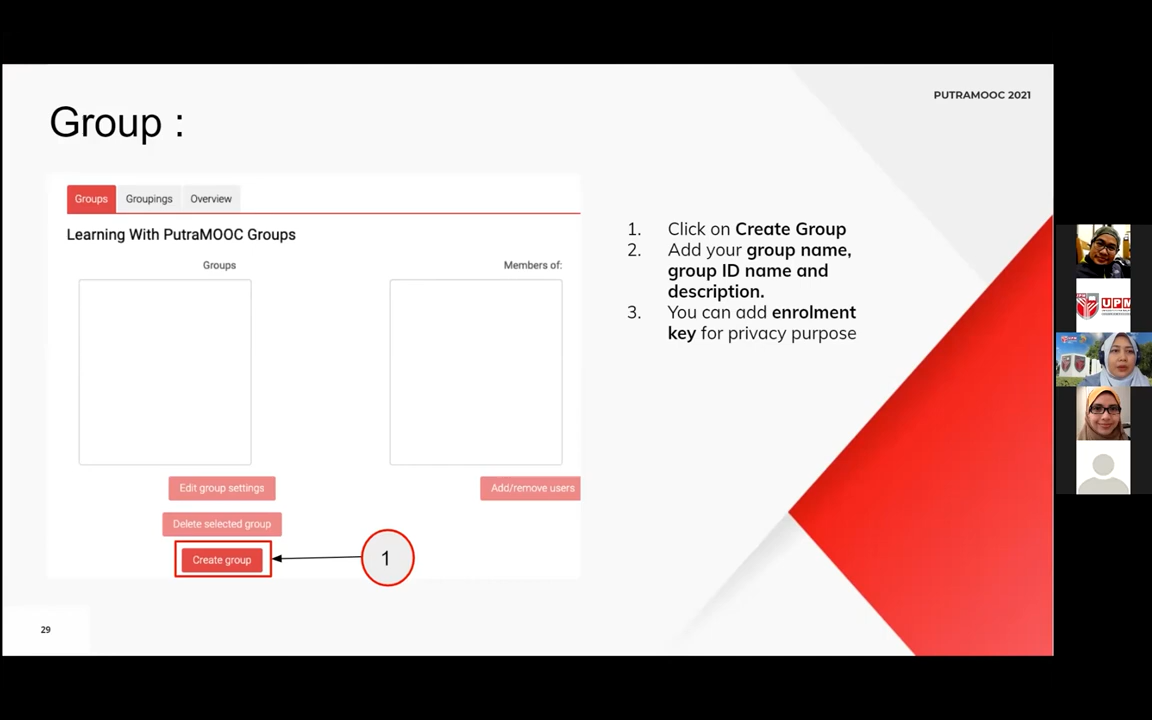 PUTRAMOOC 2021
Group :
Groups
Groupings
Overview
Learning With PutraMOOC Groups
Groups
Members of:
Edit group settings
Add/remove users
Delete selected group
Create group
1
1. Click on Create Group
2. Add your group name,
group ID name and
description.
3. You can add enrolment
key for privacy purpose
29
UPM